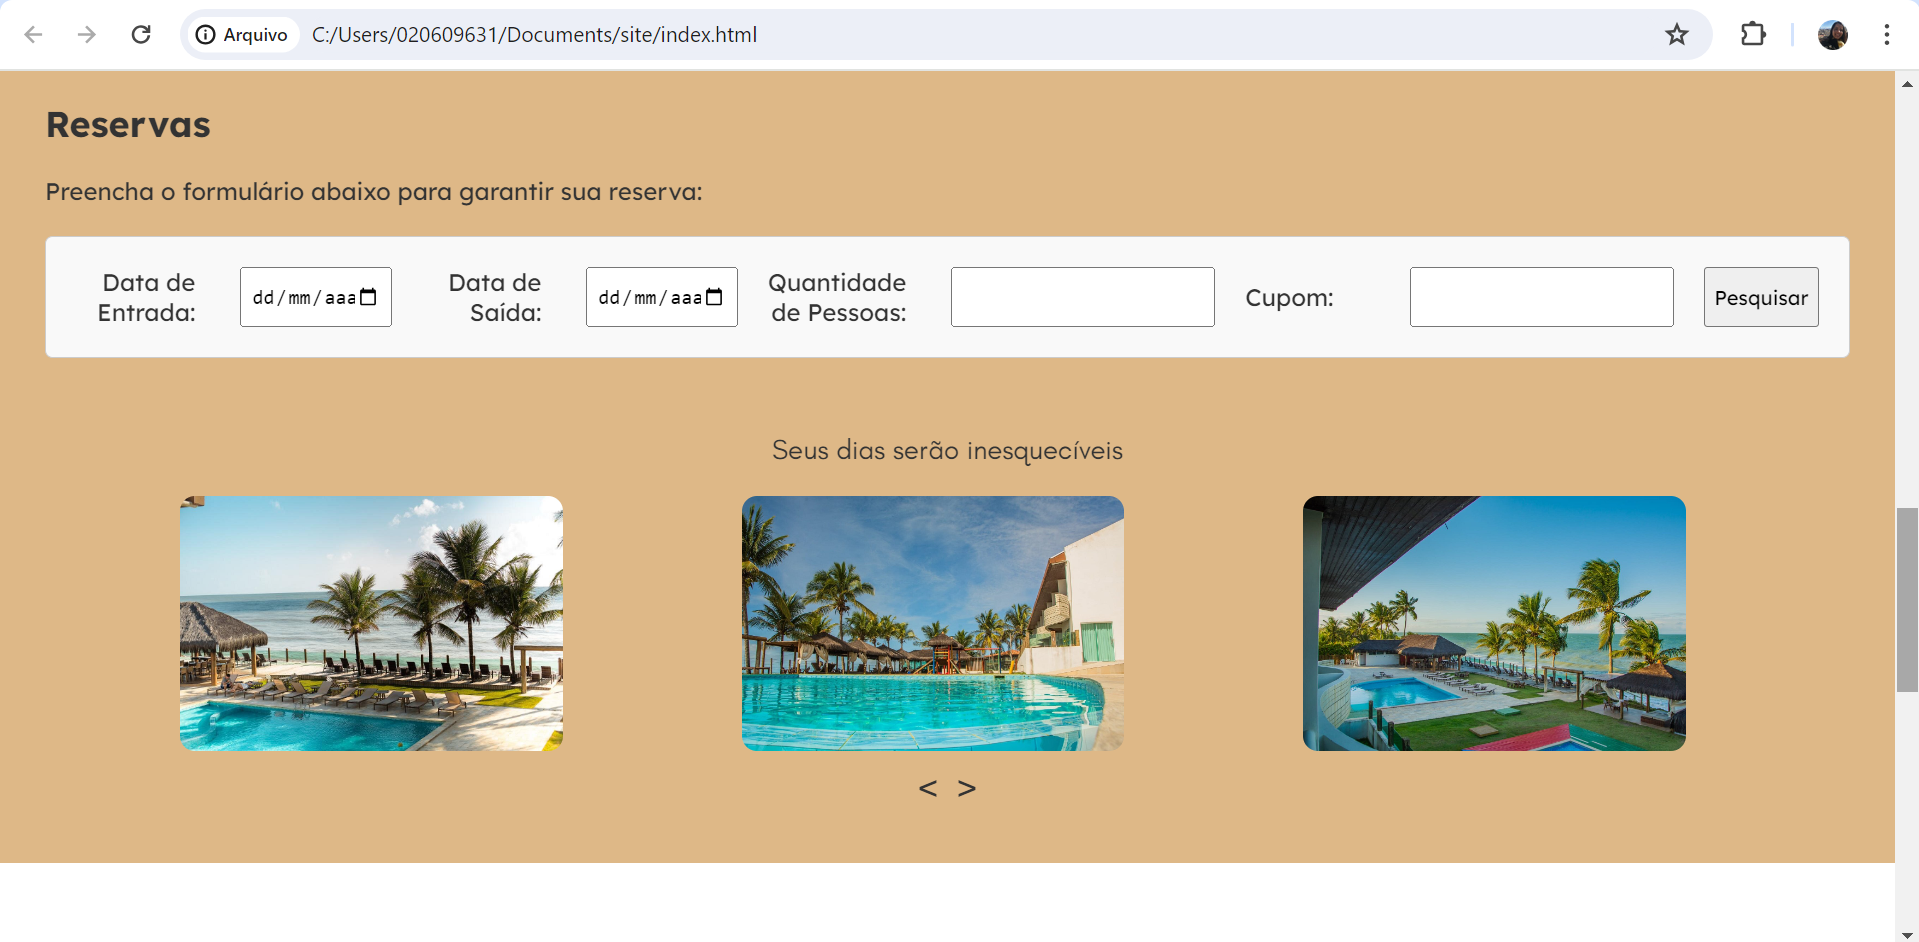 Arquivo C:/Users/020609631/Documents/site/index.html
Reservas
Preencha o formulário abaixo para garantir sua reserva:
Data de
Entrada:
dd/mm/aaa
Data de
Saída:
dd/mm/aaa
Quantidade
de Pessoas:
Cupom:
Pesquisar
Seus dias serão inesquecíveis
< >